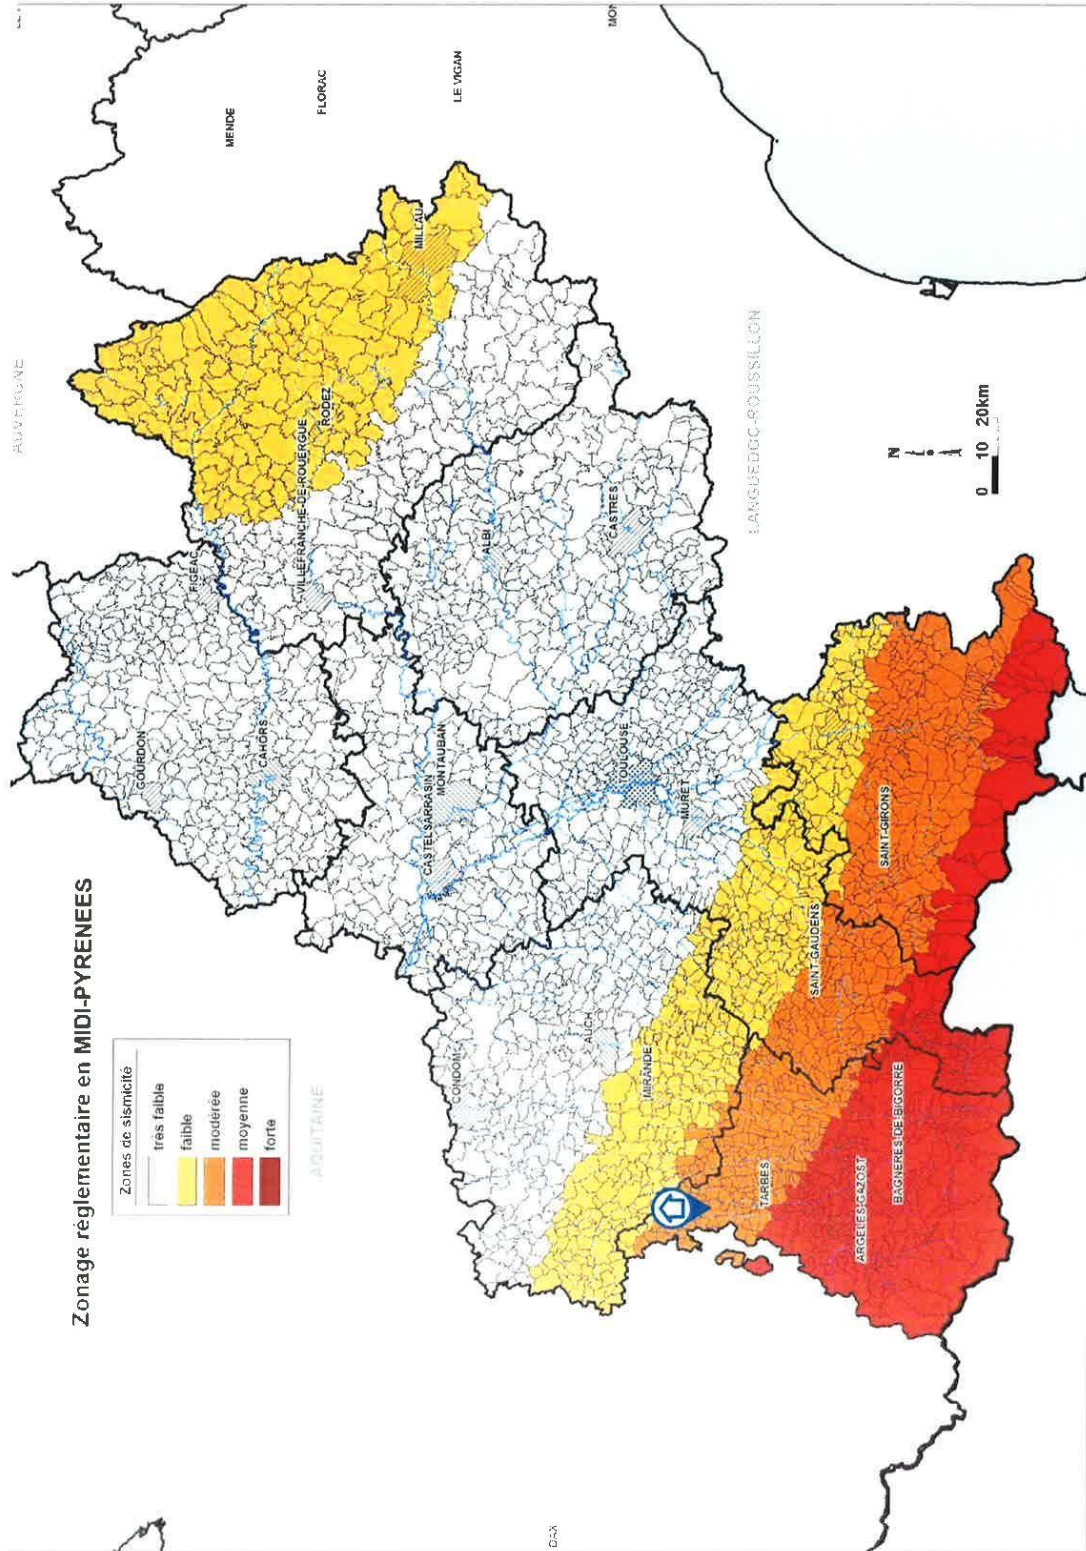 Zonage réglementaire en MIDI-PYRENEES
Zones de sismicité
très faible
faible
modérée
moyenne
forte
AUVERGNE
AQUITAINE
LANGUEDOC-ROUSSILLON
MENDE
FLORAC
LE VIGAN
GOURDON
FIGEAC
CAHORS
VILLEFRANCHE-DE-ROUERGUE
RODEZ
MILLAU
CASTELSARRASIN
MONTAUBAN
ALBI
CASTRES
CONDOM
AUCH
MIRANDE
TOULOUSE
MURET
SAINT-GAUDENS
SAINT-GIRONS
TARBES
ARGELES-GAZOST
BAGNERES-DE-BIGORRE
DAX
MON
N
0 10 20km